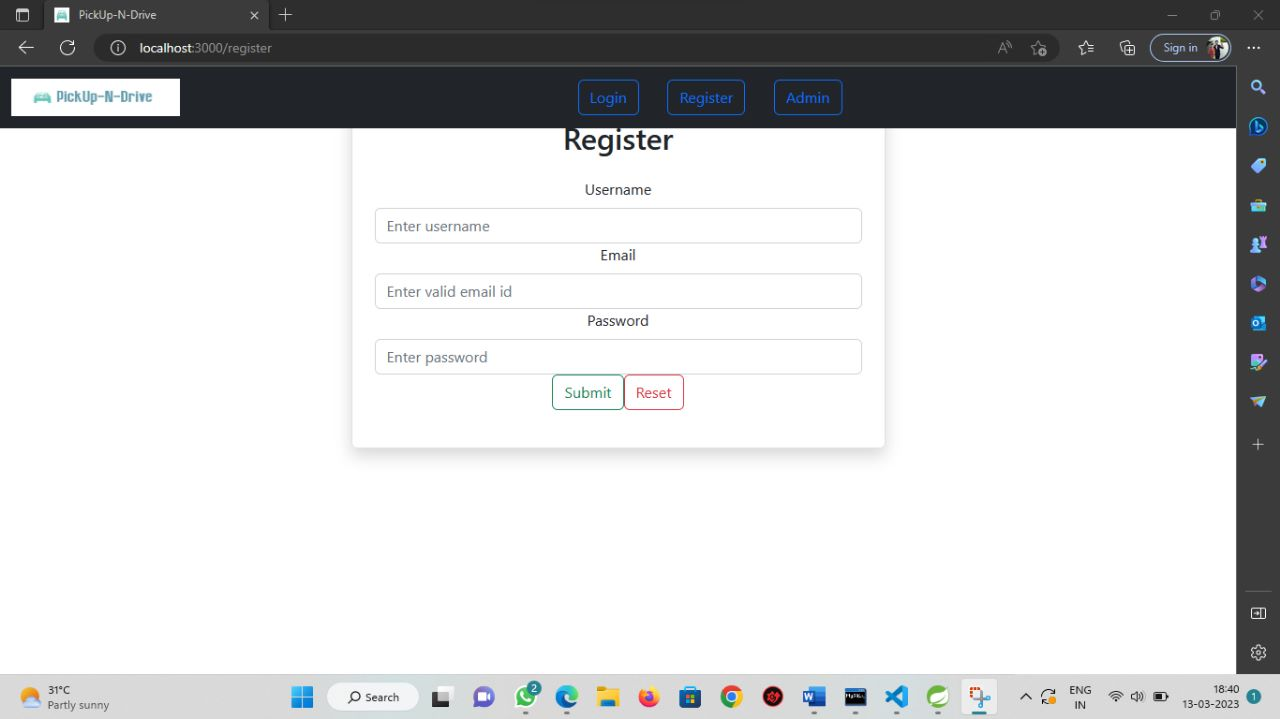 PickUp-N-Drive
localhost:3000/register
Sign in
PickUp-N-Drive
Login
Register
Admin
Register
Username
Enter username
Email
Enter valid email id
Password
Enter password
Submit
Reset
31°C
Partly sunny
Search
2
ENG
IN
18:40
13-03-2023
1